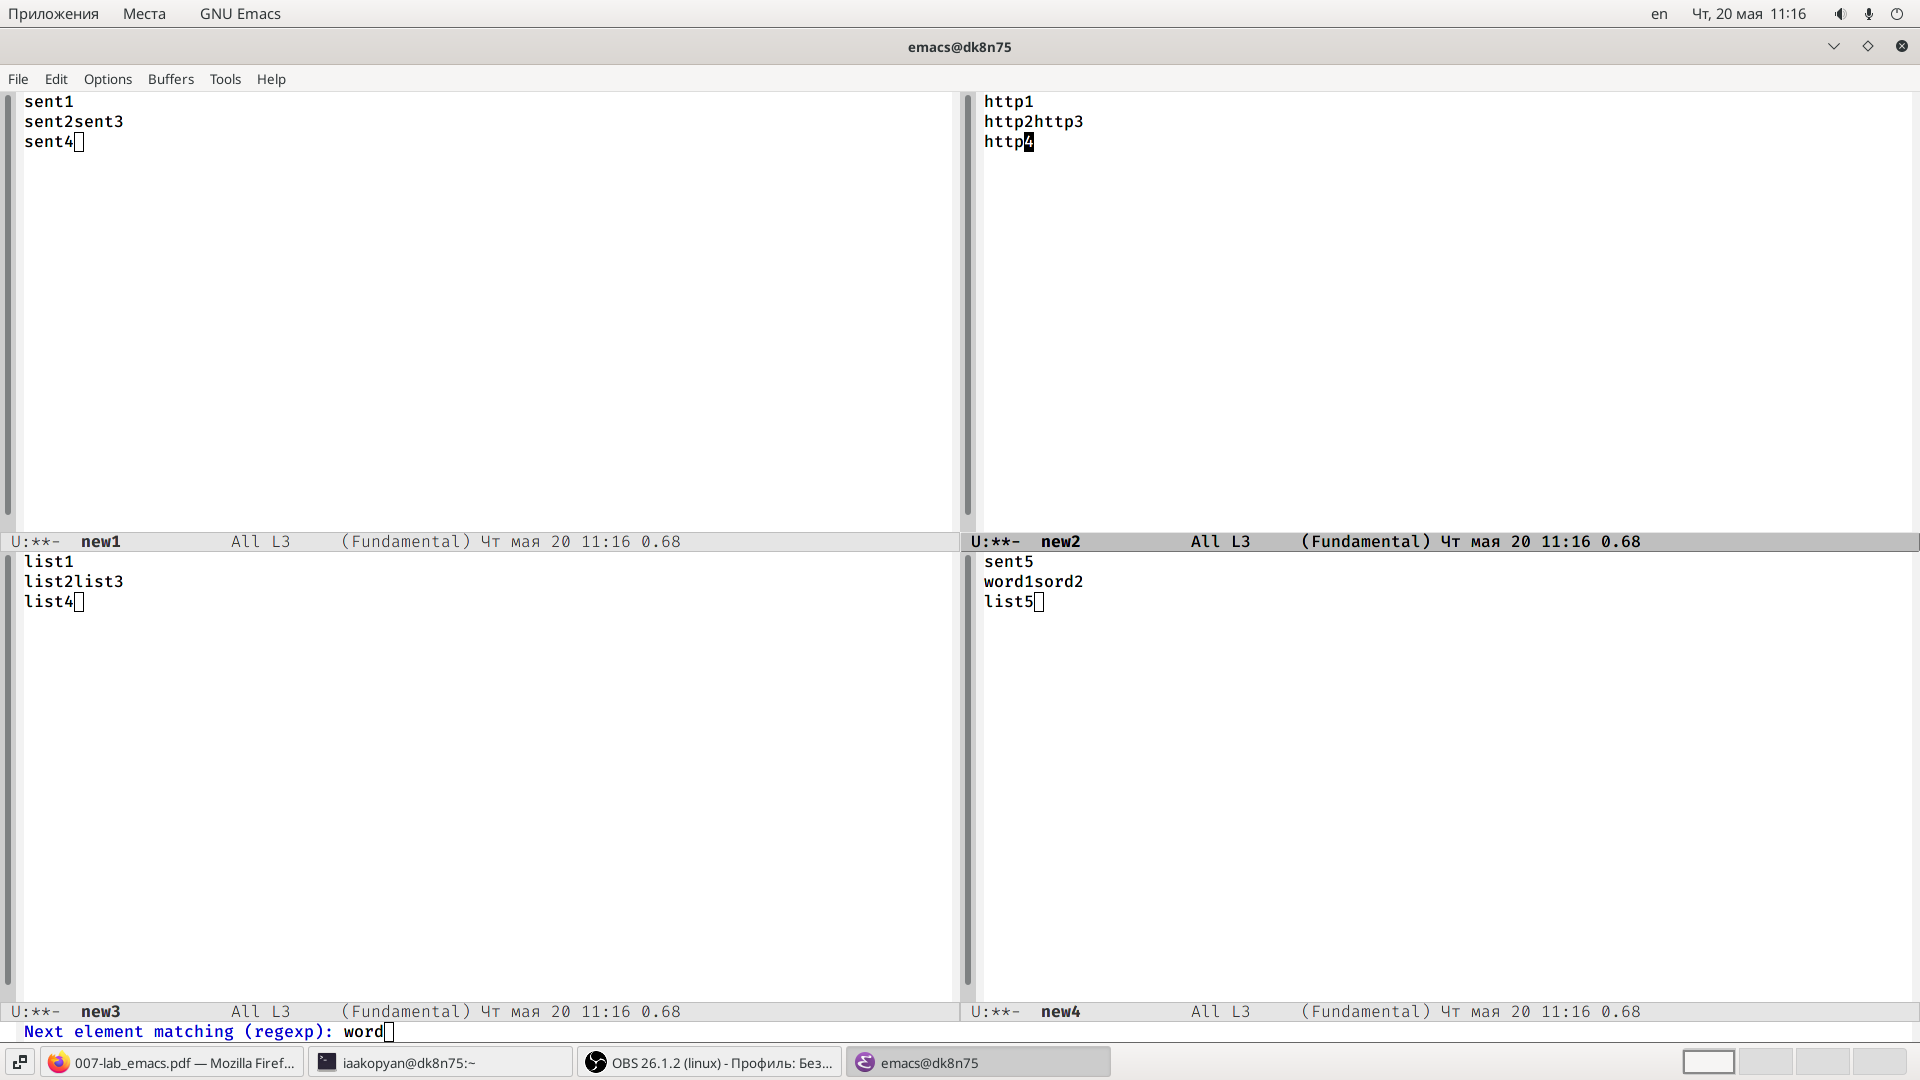 Приложения Места GNU Emacs en Чт, 20 мая 11:16
emacs@dk8n75
File Edit Options Buffers Tools Help
sent1
sent2sent3
sent4
U:**- new1 All L3 (Fundamental) Чт мая 20 11:16 0.68
http1
http2http3
http4
U:**- new2 All L3 (Fundamental) Чт мая 20 11:16 0.68
list1
list2list3
list4
U:**- new3 All L3 (Fundamental) Чт мая 20 11:16 0.68
sent5
word1sord2
list5
U:**- new4 All L3 (Fundamental) Чт мая 20 11:16 0.68
Next element matching (regexp): word
007-lab_emacs.pdf — Mozilla Firef... iaakopyan@dk8n75:~ OBS 26.1.2 (linux) - Профиль: Без... emacs@dk8n75